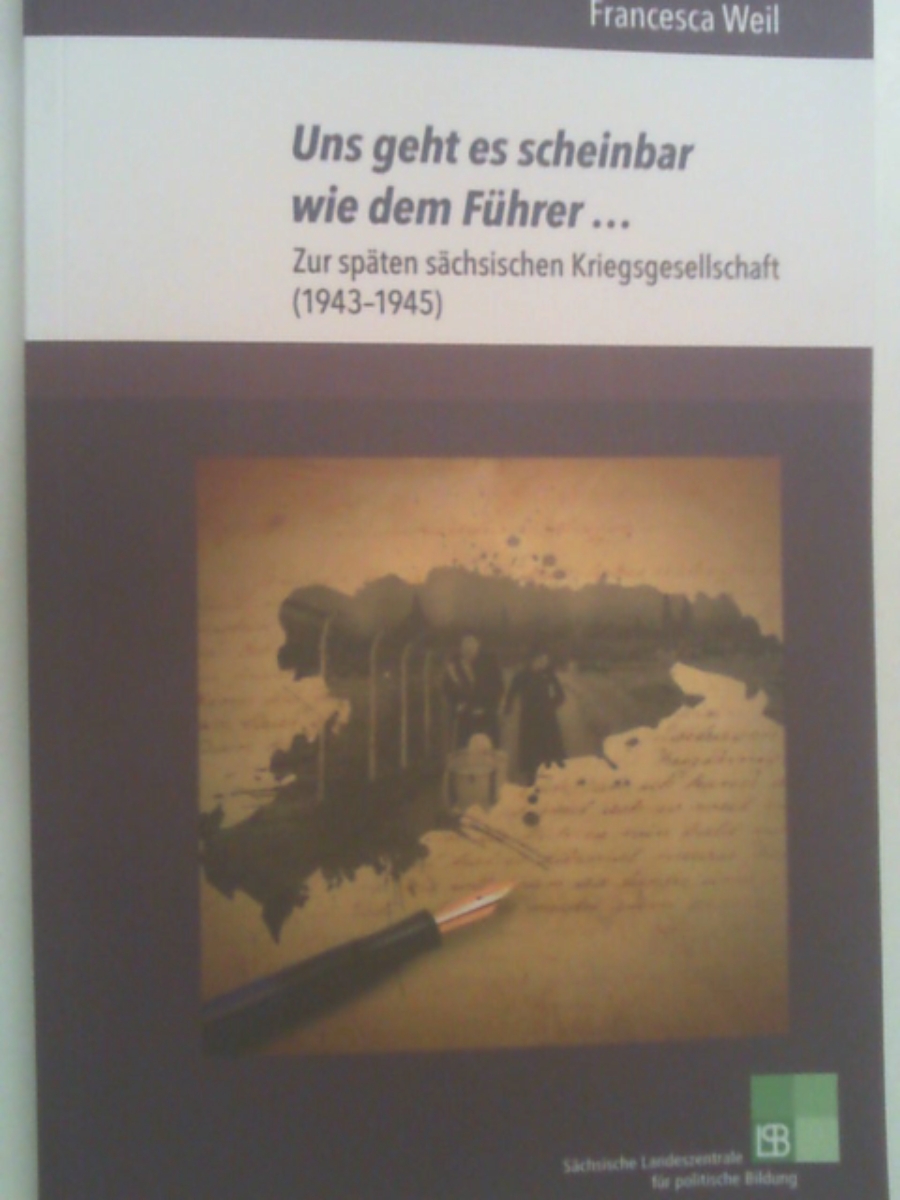 Francesca Weil
Uns geht es scheinbar
wie dem Führer ...
Zur späten sächsischen Kriegsgesellschaft
(1943–1945)
LPB
Sächsische Landeszentrale
für politische Bildung